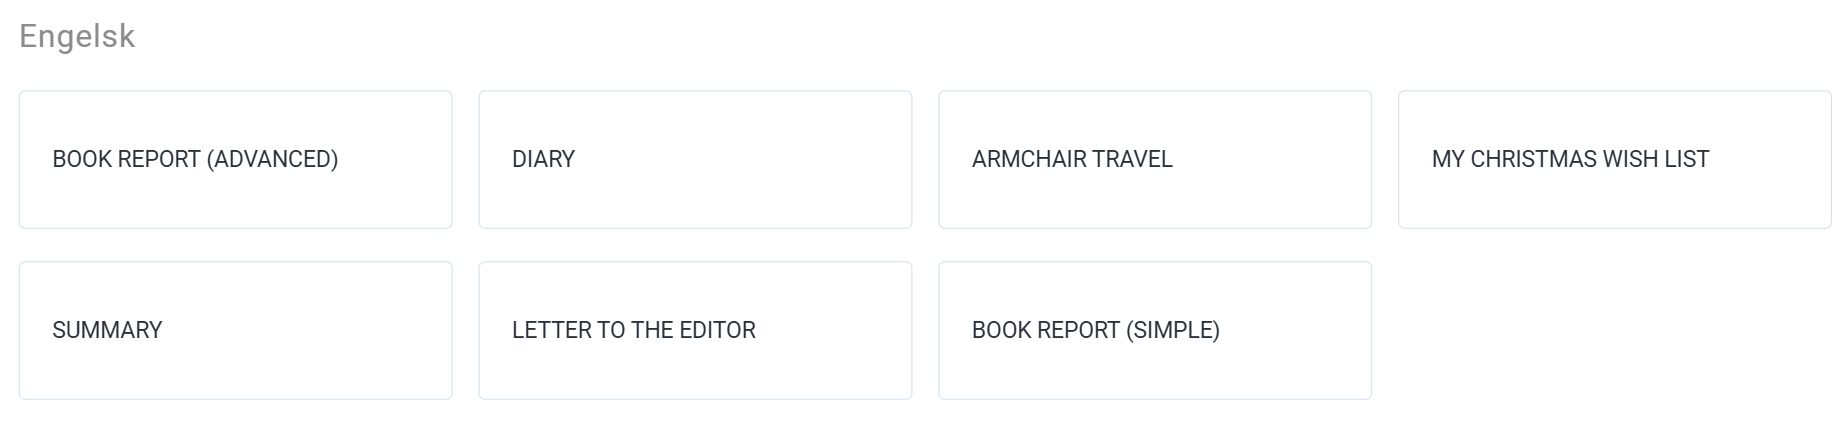 Engelsk
BOOK REPORT (ADVANCED)
DIARY
ARMCHAIR TRAVEL
MY CHRISTMAS WISH LIST
SUMMARY
LETTER TO THE EDITOR
BOOK REPORT (SIMPLE)